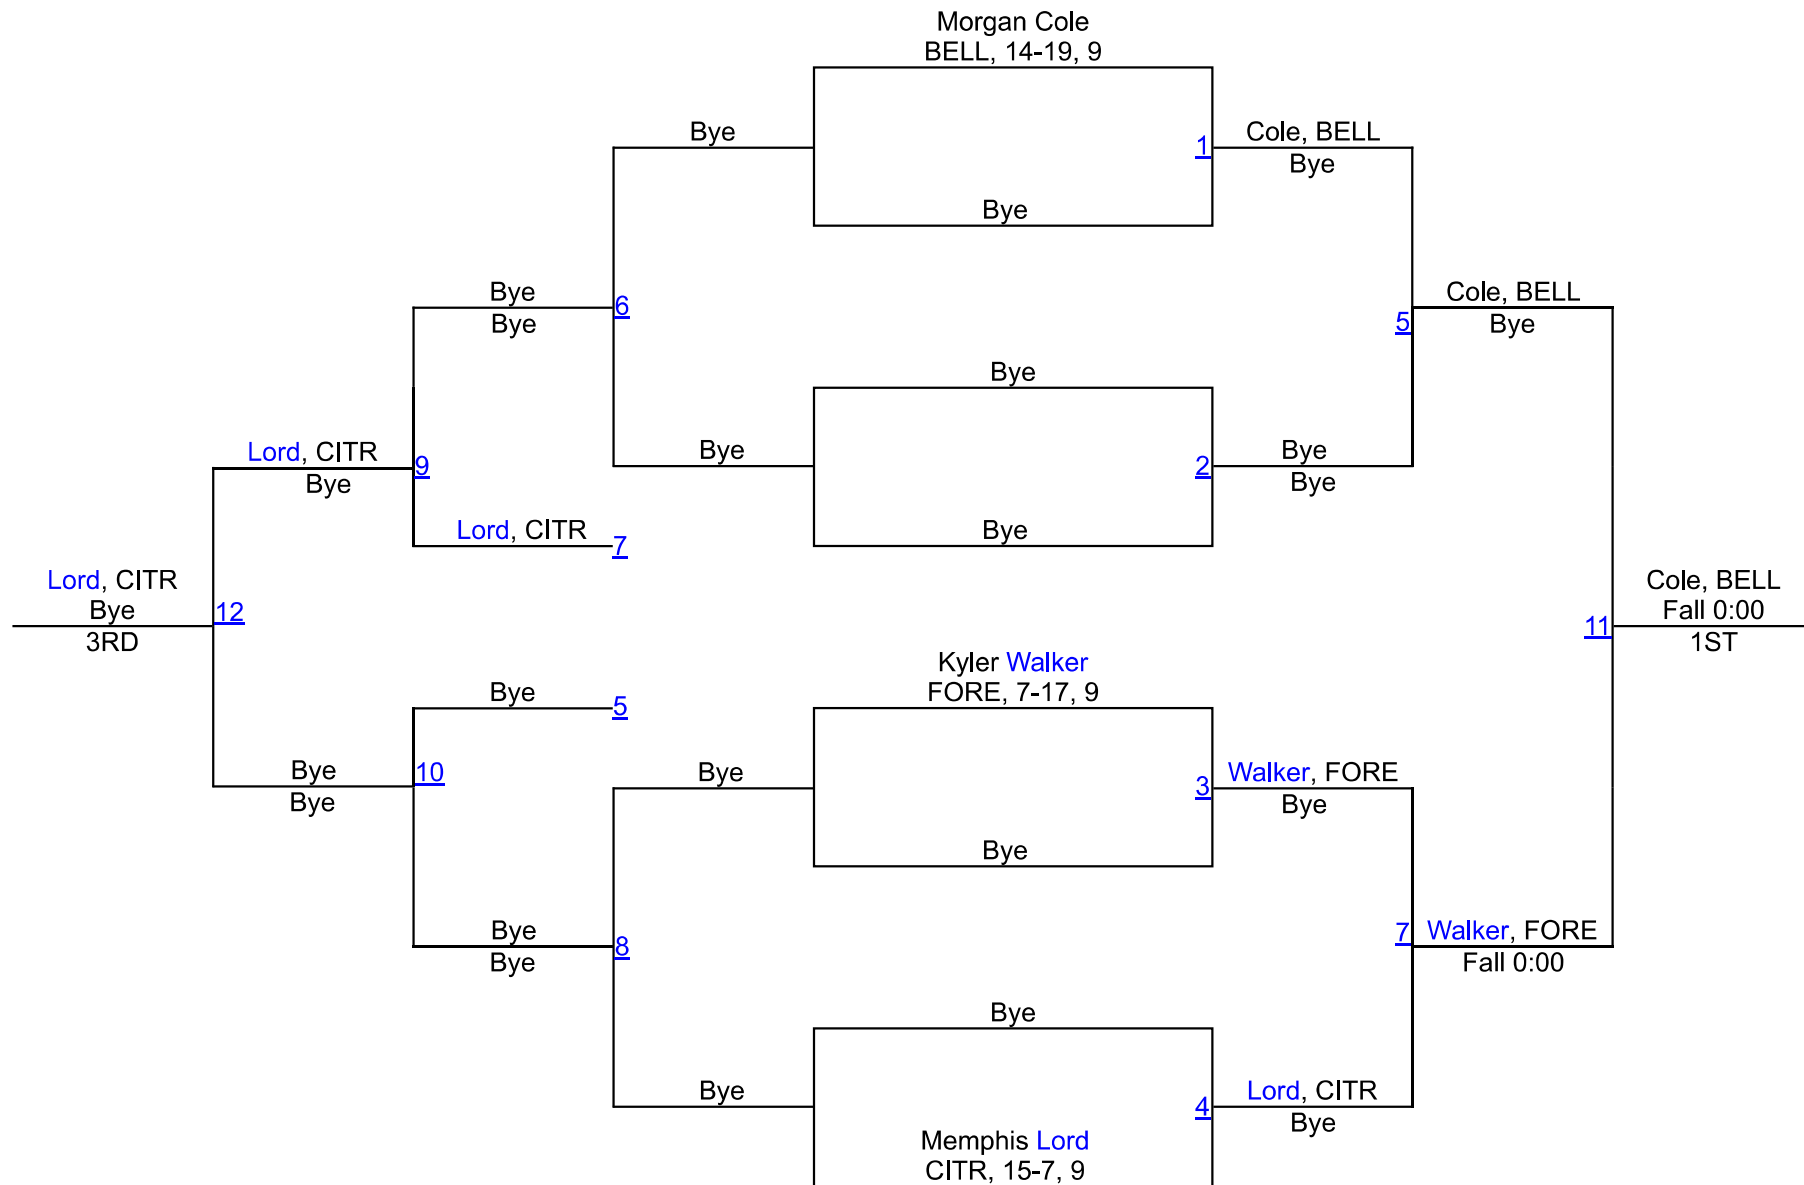 Morgan Cole
BELL, 14-19, 9
Bye
1
Cole, BELL
Bye
Bye
Bye
Bye
6
Cole, BELL
Bye
5
Bye
Lord, CITR
Bye
9
Bye
2
Bye
Bye
Lord, CITR
7
Bye
Lord, CITR
Bye
3RD
12
11
Cole, BELL
Fall 0:00
1ST
Kyler Walker
FORE, 7-17, 9
Bye
5
Bye
Bye
10
Bye
3
Walker, FORE
Bye
Bye
Bye
Bye
8
7
Walker, FORE
Fall 0:00
Bye
Bye
4
Lord, CITR
Bye
Memphis Lord
CITR, 15-7, 9